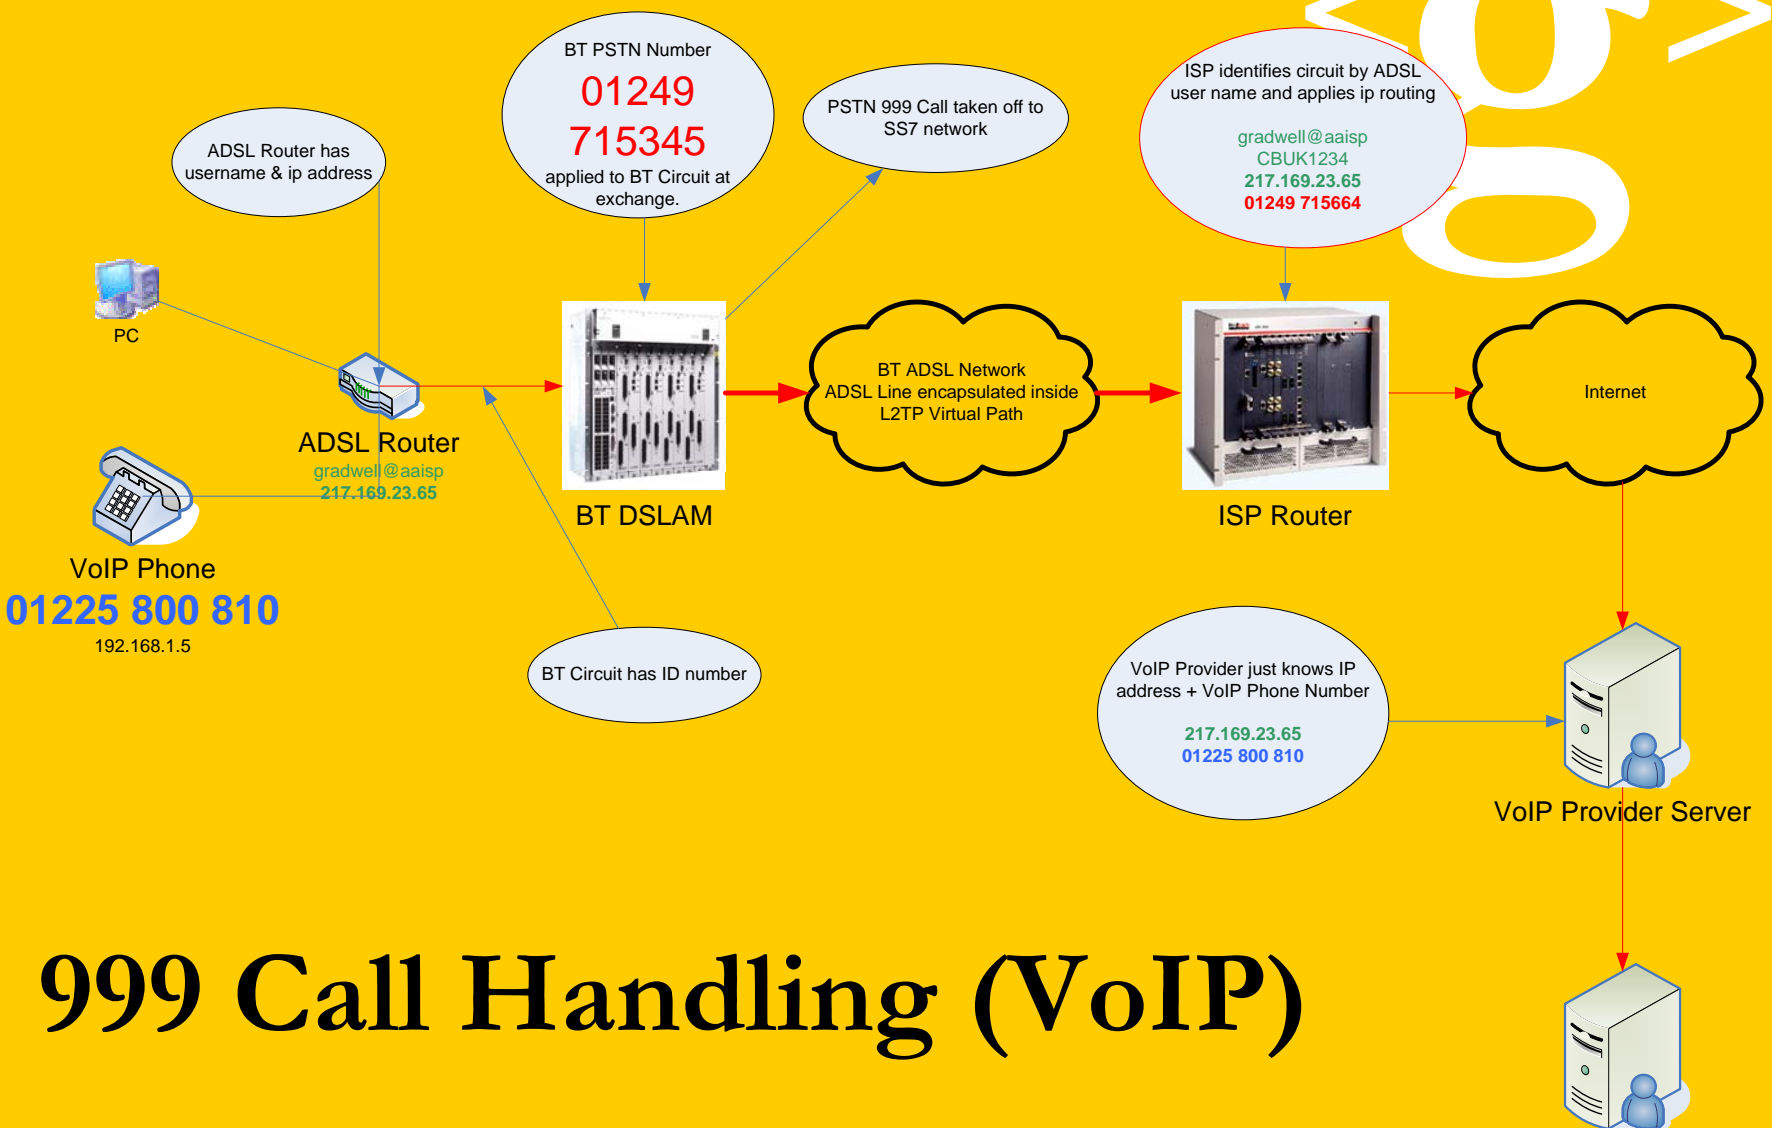 BT PSTN Number
01249
715345
applied to BT Circuit at
exchange.
PSTN 999 Call taken off to
SS7 network
ISP identifies circuit by ADSL
user name and applies ip routing
gradwell@aaisp
CBUK1234
217.169.23.65
01249 715664
<g>
ADSL Router has
username & ip address
PC
ADSL Router
gradwell@aaisp
217.169.23.65
BT DSLAM
BT ADSL Network
ADSL Line encapsulated inside
L2TP Virtual Path
ISP Router
Internet
VoIP Phone
01225 800 810
192.168.1.5
BT Circuit has ID number
VoIP Provider just knows IP
address + VoIP Phone Number
217.169.23.65
01225 800 810
VoIP Provider Server
999 Call Handling (VoIP)